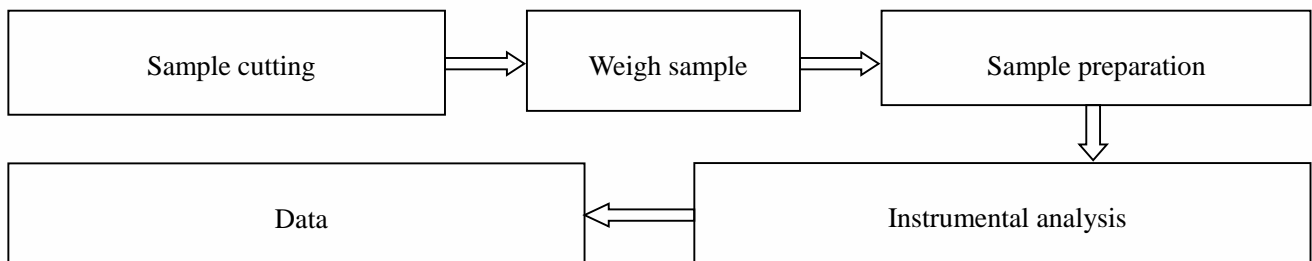 Sample cutting
Weigh sample
Sample preparation
Instrumental analysis
Data